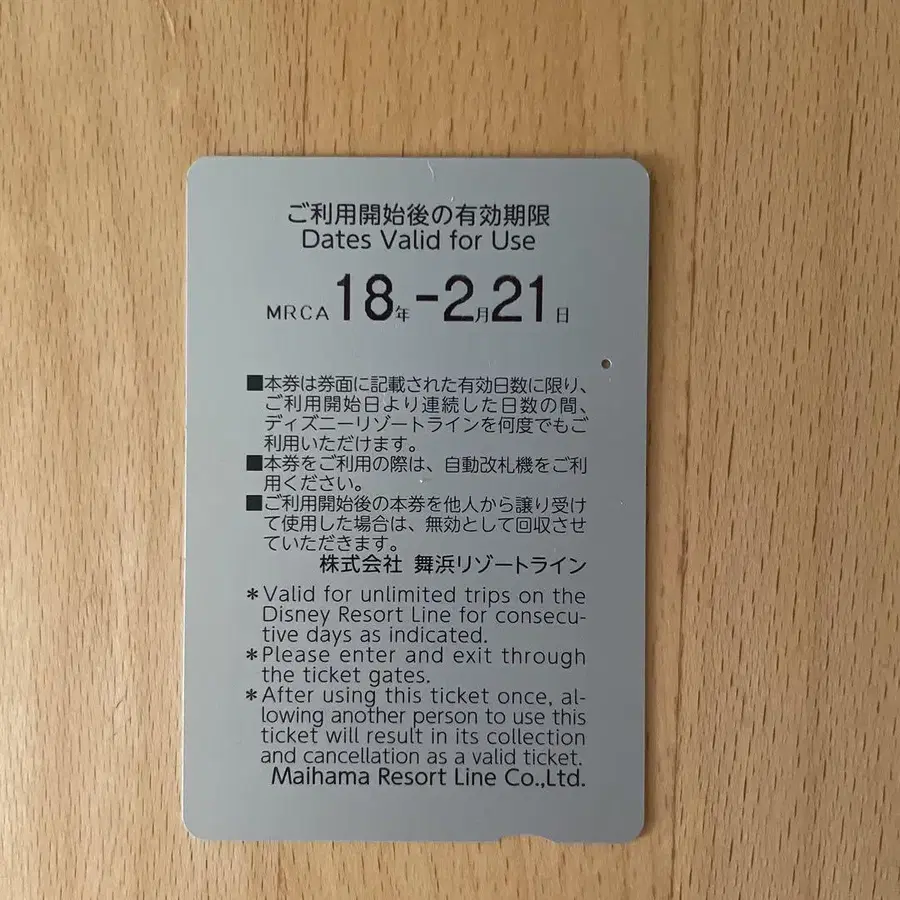 ご利用開始後の有効期限
Dates Valid for Use
MRCA 18年-2月21日
■本券は券面に記載された有効日数に限り、
ご利用開始日より連続した日数の間、
ディズニーリゾートラインを何度でもご
利用いただけます。
■本券をご利用の際は、自動改札機をご利
用ください。
■ご利用開始後の本券を他人から譲り受け
て使用した場合は、無効として回収させ
ていただきます。
株式会社 舞浜リゾートライン
*Valid for unlimited trips on the
Disney Resort Line for consecu-
tive days as indicated.
*Please enter and exit through
the ticket gates.
*After using this ticket once, al-
lowing another person to use this
ticket will result in its collection
and cancellation as a valid ticket.
Maihama Resort Line Co.,Ltd.